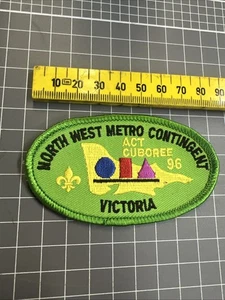 10 20 30 40 50 60 70 80 90
NORTH WEST METRO CONTINGENT
ACT
CUBOREE
96
VICTORIA